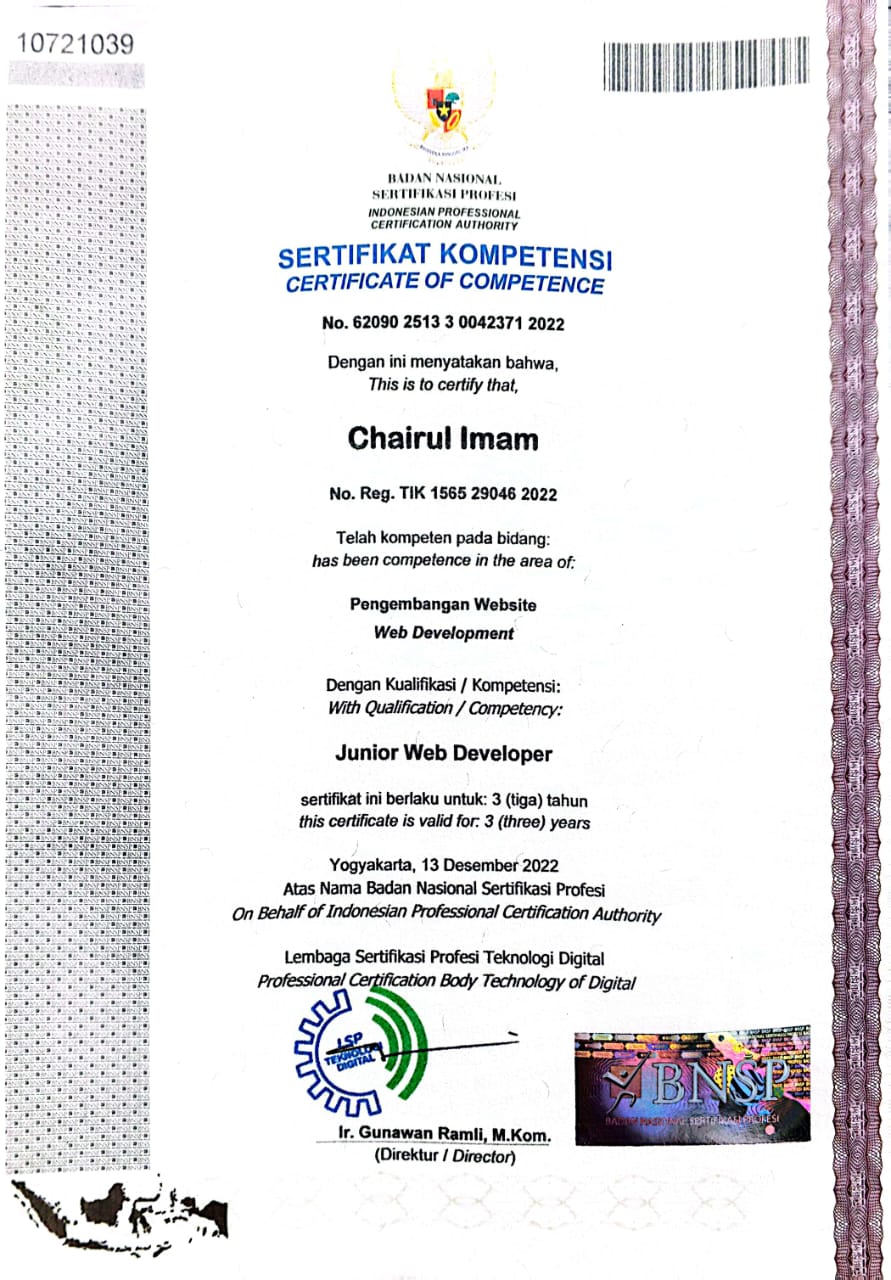 10721039
BADAN NASIONAL
SERTIFIKASI PROFESI
INDONESIAN PROFESSIONAL
CERTIFICATION AUTHORITY
SERTIFIKAT KOMPETENSI
CERTIFICATE OF COMPETENCE
No. 62090 2513 3 0042371 2022
Dengan ini menyatakan bahwa,
This is to certify that,
Chairul Imam
No. Reg. TIK 1565 29046 2022
Telah kompeten pada bidang:
has been competence in the area of:
Pengembangan Website
Web Development
Dengan Kualifikasi / Kompetensi:
With Qualification / Competency:
Junior Web Developer
sertifikat ini berlaku untuk: 3 (tiga) tahun
this certificate is valid for: 3 (three) years
Yogyakarta, 13 Desember 2022
Atas Nama Badan Nasional Sertifikasi Profesi
On Behalf of Indonesian Professional Certification Authority
Lembaga Sertifikasi Profesi Teknologi Digital
Professional Certification Body Technology of Digital
LSP
TEKNOLOGI
DIGITAL
BNSP
BADAN NASIONAL SERTIFIKASI PROFESI
Ir. Gunawan Ramli, M.Kom.
(Direktur / Director)